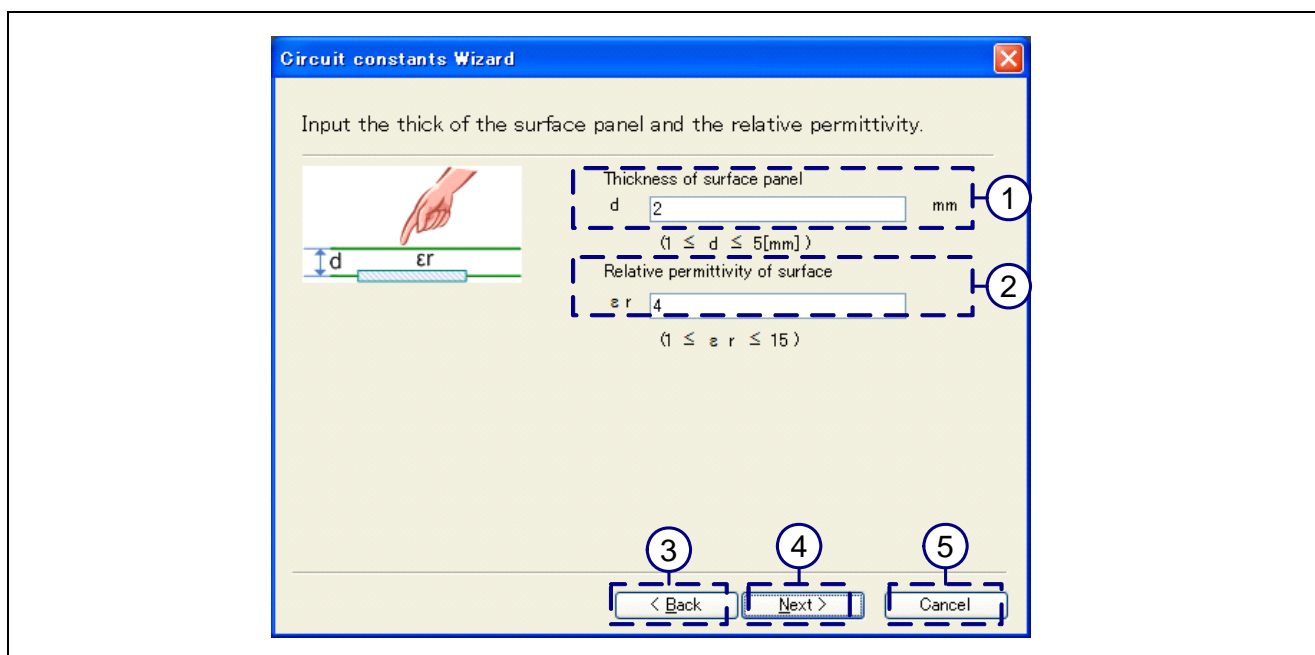 Circuit constants Wizard
Input the thick of the surface panel and the relative permittivity.
Thickness of surface panel
d 2 mm
1
(1 ≤ d ≤ 5[mm])
d εr
Relative permittivity of surface
2
ε r 4
(1 ≤ ε r ≤ 15)
3 4 5
< Back Next > Cancel